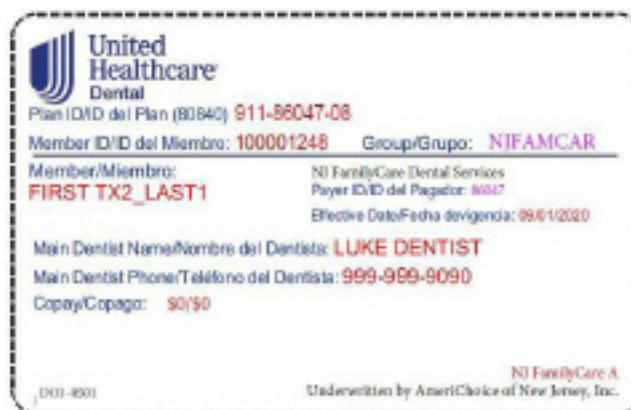 United
Healthcare
Dental
Plan ID/ID del Plan (80840) 911-86047-08
Member ID/ID del Miembro: 100001248 Group/Grupo: NJFAMCAR
Member/Miembro:
FIRST TX2_LAST1
NJ FamilyCare Dental Services
Payer ID/ID del Pagador: 86047
Effective Date/Fecha devigencia: 09/01/2020
Main Dentist Name/Nombre del Dentista: LUKE DENTIST
Main Dentist Phone/Teléfono del Dentista: 999-999-9090
Copay/Copago: $0/$0
NJ FamilyCare A
Underwritten by AmeriChoice of New Jersey, Inc.